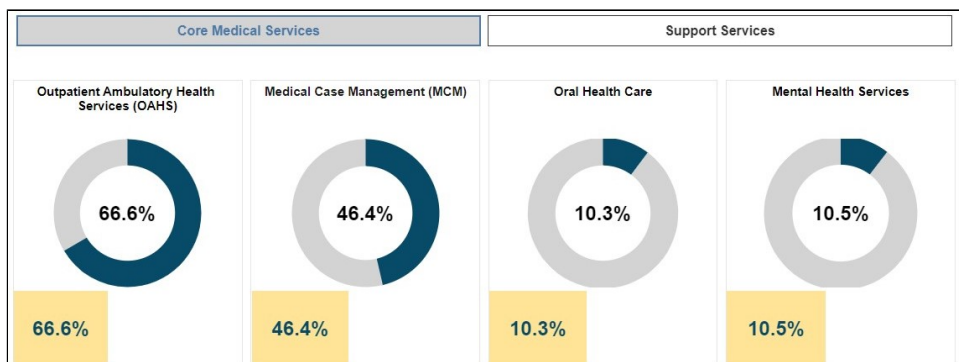 Core Medical Services
Support Services
Outpatient Ambulatory Health
Services (OAHS)
66.6%
66.6%
Medical Case Management (MCM)
46.4%
46.4%
Oral Health Care
10.3%
10.3%
Mental Health Services
10.5%
10.5%